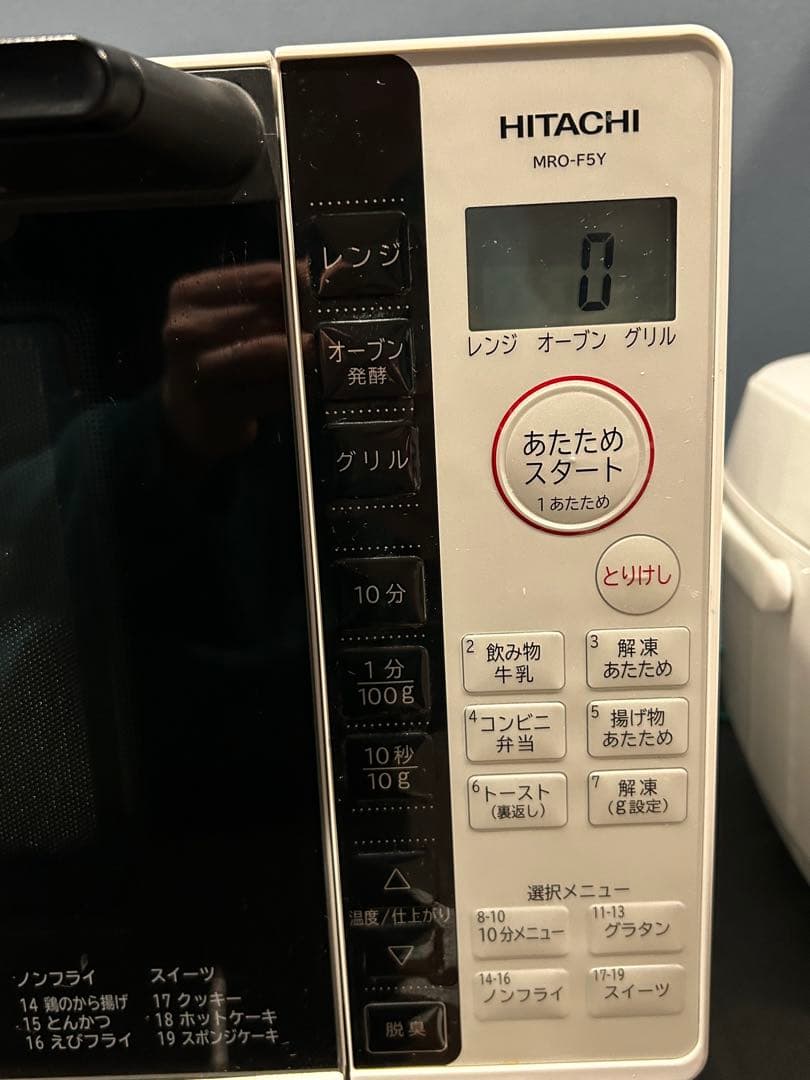 HITACHI
MRO-F5Y
0
レンジ オーブン グリル
レンジ
オーブン
発酵
グリル
10分
1分
100g
10秒
10g
△
温度/仕上がり
▽
脱臭
あたため
スタート
1あたため
とりけし
2 飲み物
牛乳
3 解凍
あたため
4 コンビニ
弁当
5 揚げ物
あたため
6 トースト
(裏返し)
7 解凍
(g設定)
選択メニュー
8-10
10分メニュー
11-13
グラタン
14-16
ノンフライ
17-19
スイーツ
ノンフライ
14 鶏のから揚げ
15 とんかつ
16 えびフライ
スイーツ
17 クッキー
18 ホットケーキ
19 スポンジケーキ